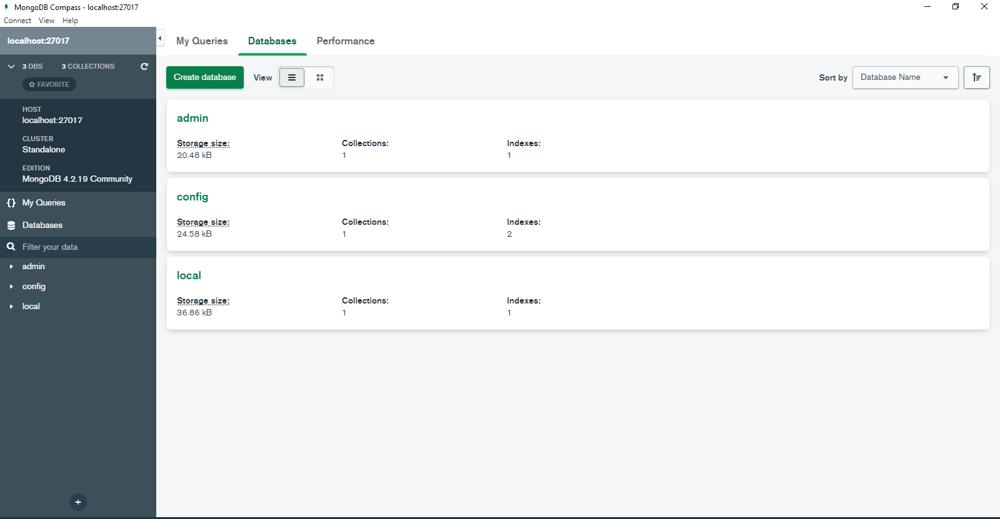 MongoDB Compass - localhost:27017
Connect View Help
localhost:27017
3 DBS 3 COLLECTIONS
FAVORITE
HOST
localhost:27017
CLUSTER
Standalone
EDITION
MongoDB 4.2.19 Community
{} My Queries
Databases
Filter your data
admin
config
local
+
My Queries Databases Performance
Create database View Sort by Database Name
admin
Storage size: Collections: Indexes:
20.48 kB 1 1
config
Storage size: Collections: Indexes:
24.58 kB 1 2
local
Storage size: Collections: Indexes:
36.86 kB 1 1